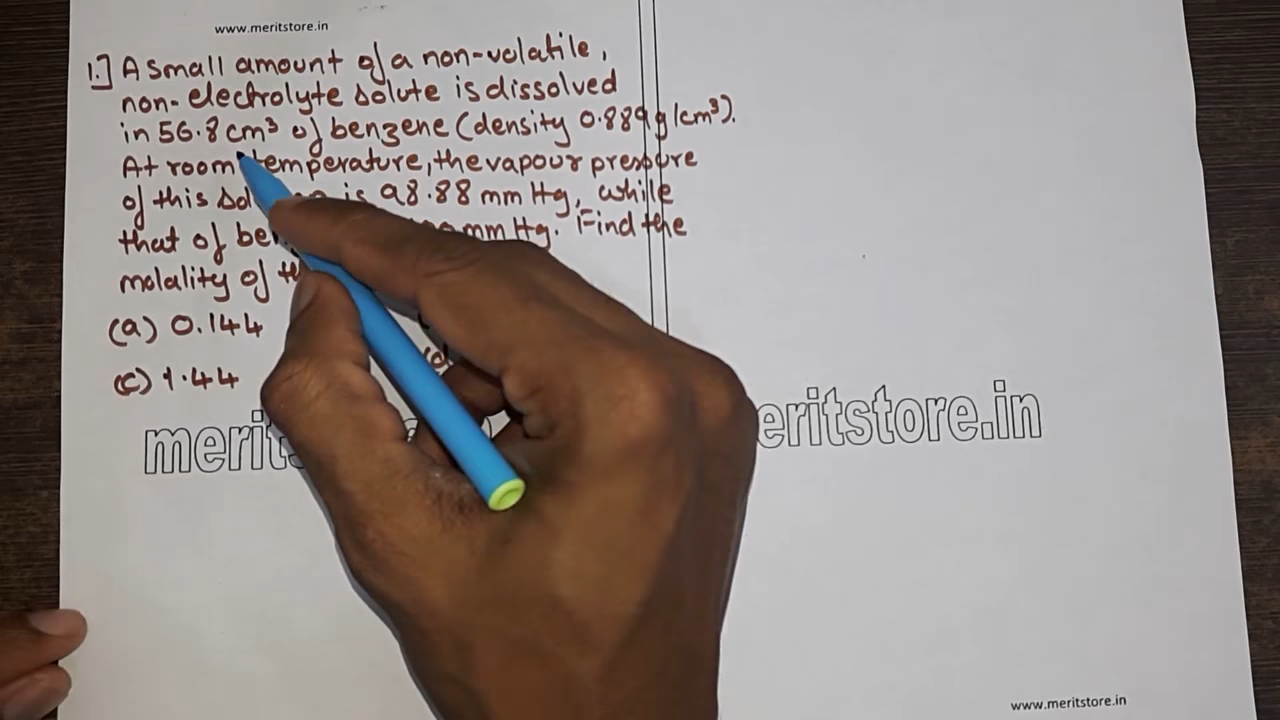 www.meritstore.in
1.] A small amount of a non-volatile,
non-electrolyte solute is dissolved
in 56.8 cm³ of benzene (density 0.889 g/cm³).
At room temperature, the vapour pressure
of this is 98.88 mm Hg, while
that of mm Hg. Find the
molality of
(a) 0.144
(c) 1.44
meritstore.in
www.meritstore.in